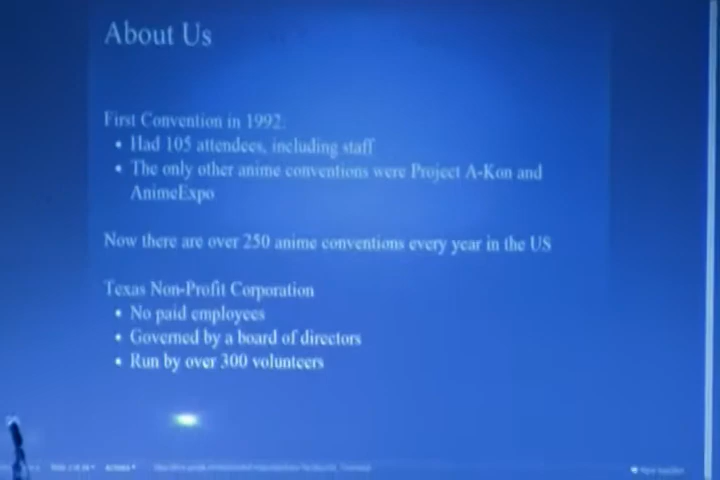 About Us
First Convention in 1992:
• Had 105 attendees, including staff
• The only other anime conventions were Project A-Kon and
AnimeExpo
Now there are over 250 anime conventions every year in the US
Texas Non-Profit Corporation
• No paid employees
• Governed by a board of directors
• Run by over 300 volunteers